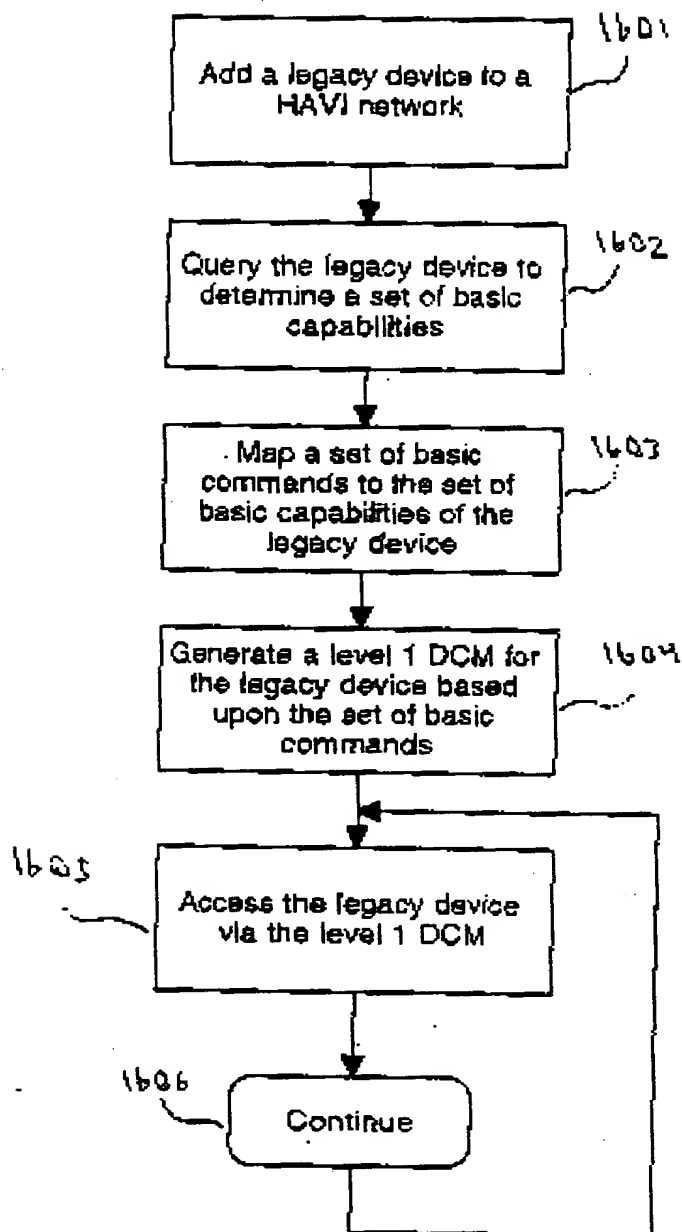 1601
Add a legacy device to a
HAVI network
1602
Query the legacy device to
determine a set of basic
capabilities
1603
Map a set of basic
commands to the set of
basic capabilities of the
legacy device
1604
Generate a level 1 DCM for
the legacy device based
upon the set of basic
commands
1605
Access the legacy device
via the level 1 DCM
1606
Continue